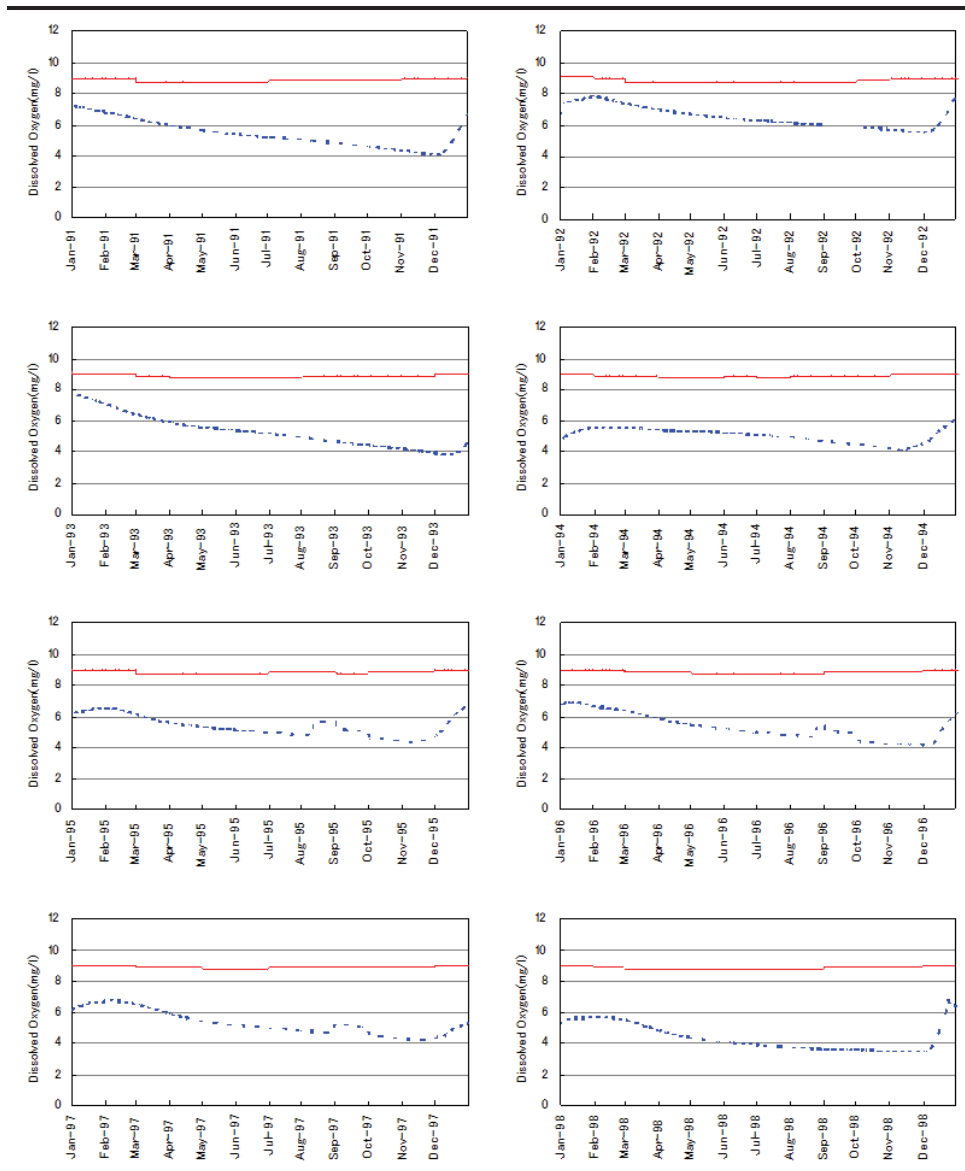 12
10
8
6
4
2
0
Dissolved Oxygen(mg/l)
Jan-91
Feb-91
Mar-91
Apr-91
May-91
Jun-91
Jul-91
Aug-91
Sep-91
Oct-91
Nov-91
Dec-91
12
10
8
6
4
2
0
Dissolved Oxygen(mg/l)
Jan-92
Feb-92
Mar-92
Apr-92
May-92
Jun-92
Jul-92
Aug-92
Sep-92
Oct-92
Nov-92
Dec-92
12
10
8
6
4
2
0
Dissolved Oxygen(mg/l)
Jan-93
Feb-93
Mar-93
Apr-93
May-93
Jun-93
Jul-93
Aug-93
Sep-93
Oct-93
Nov-93
Dec-93
12
10
8
6
4
2
0
Dissolved Oxygen(mg/l)
Jan-94
Feb-94
Mar-94
Apr-94
May-94
Jun-94
Jul-94
Aug-94
Sep-94
Oct-94
Nov-94
Dec-94
12
10
8
6
4
2
0
Dissolved Oxygen(mg/l)
Jan-95
Feb-95
Mar-95
Apr-95
May-95
Jun-95
Jul-95
Aug-95
Sep-95
Oct-95
Nov-95
Dec-95
12
10
8
6
4
2
0
Dissolved Oxygen(mg/l)
Jan-96
Feb-96
Mar-96
Apr-96
May-96
Jun-96
Jul-96
Aug-96
Sep-96
Oct-96
Nov-96
Dec-96
12
10
8
6
4
2
0
Dissolved Oxygen(mg/l)
Jan-97
Feb-97
Mar-97
Apr-97
May-97
Jun-97
Jul-97
Aug-97
Sep-97
Oct-97
Nov-97
Dec-97
12
10
8
6
4
2
0
Dissolved Oxygen(mg/l)
Jan-98
Feb-98
Mar-98
Apr-98
May-98
Jun-98
Jul-98
Aug-98
Sep-98
Oct-98
Nov-98
Dec-98